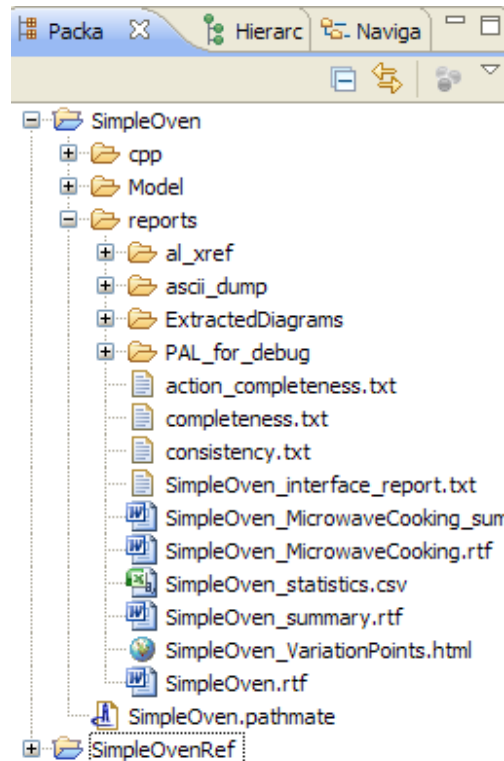 Packa Hierarc Naviga
SimpleOven
cpp
Model
reports
al_xref
ascii_dump
ExtractedDiagrams
PAL_for_debug
action_completeness.txt
completeness.txt
consistency.txt
SimpleOven_interface_report.txt
SimpleOven_MicrowaveCooking_sum
SimpleOven_MicrowaveCooking.rtf
SimpleOven_statistics.csv
SimpleOven_summary.rtf
SimpleOven_VariationPoints.html
SimpleOven.rtf
SimpleOven.pathmate
SimpleOvenRef